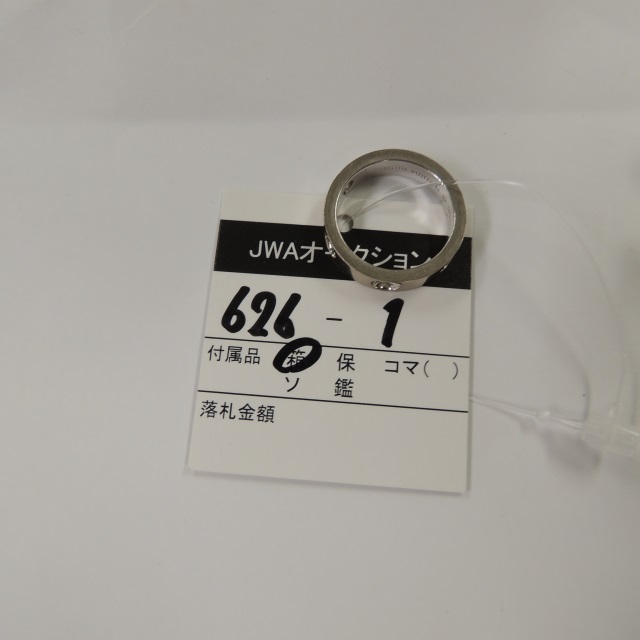 JWAオークション
626 - 1
付属品 箱 保 コマ( )
ソ 鑑
落札金額